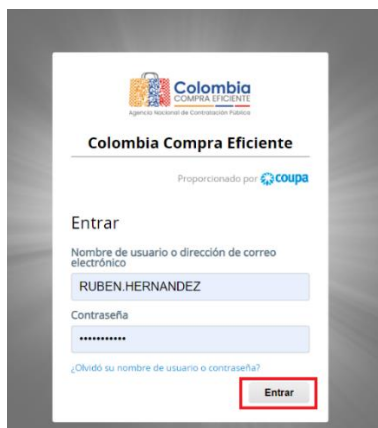 Colombia
COMPRA EFICIENTE
Agencia Nacional de Contratación Pública
Colombia Compra Eficiente
Proporcionado por coupa
Entrar
Nombre de usuario o dirección de correo
electrónico
RUBEN.HERNANDEZ
Contraseña
•••••••••••
¿Olvidó su nombre de usuario o contraseña?
Entrar